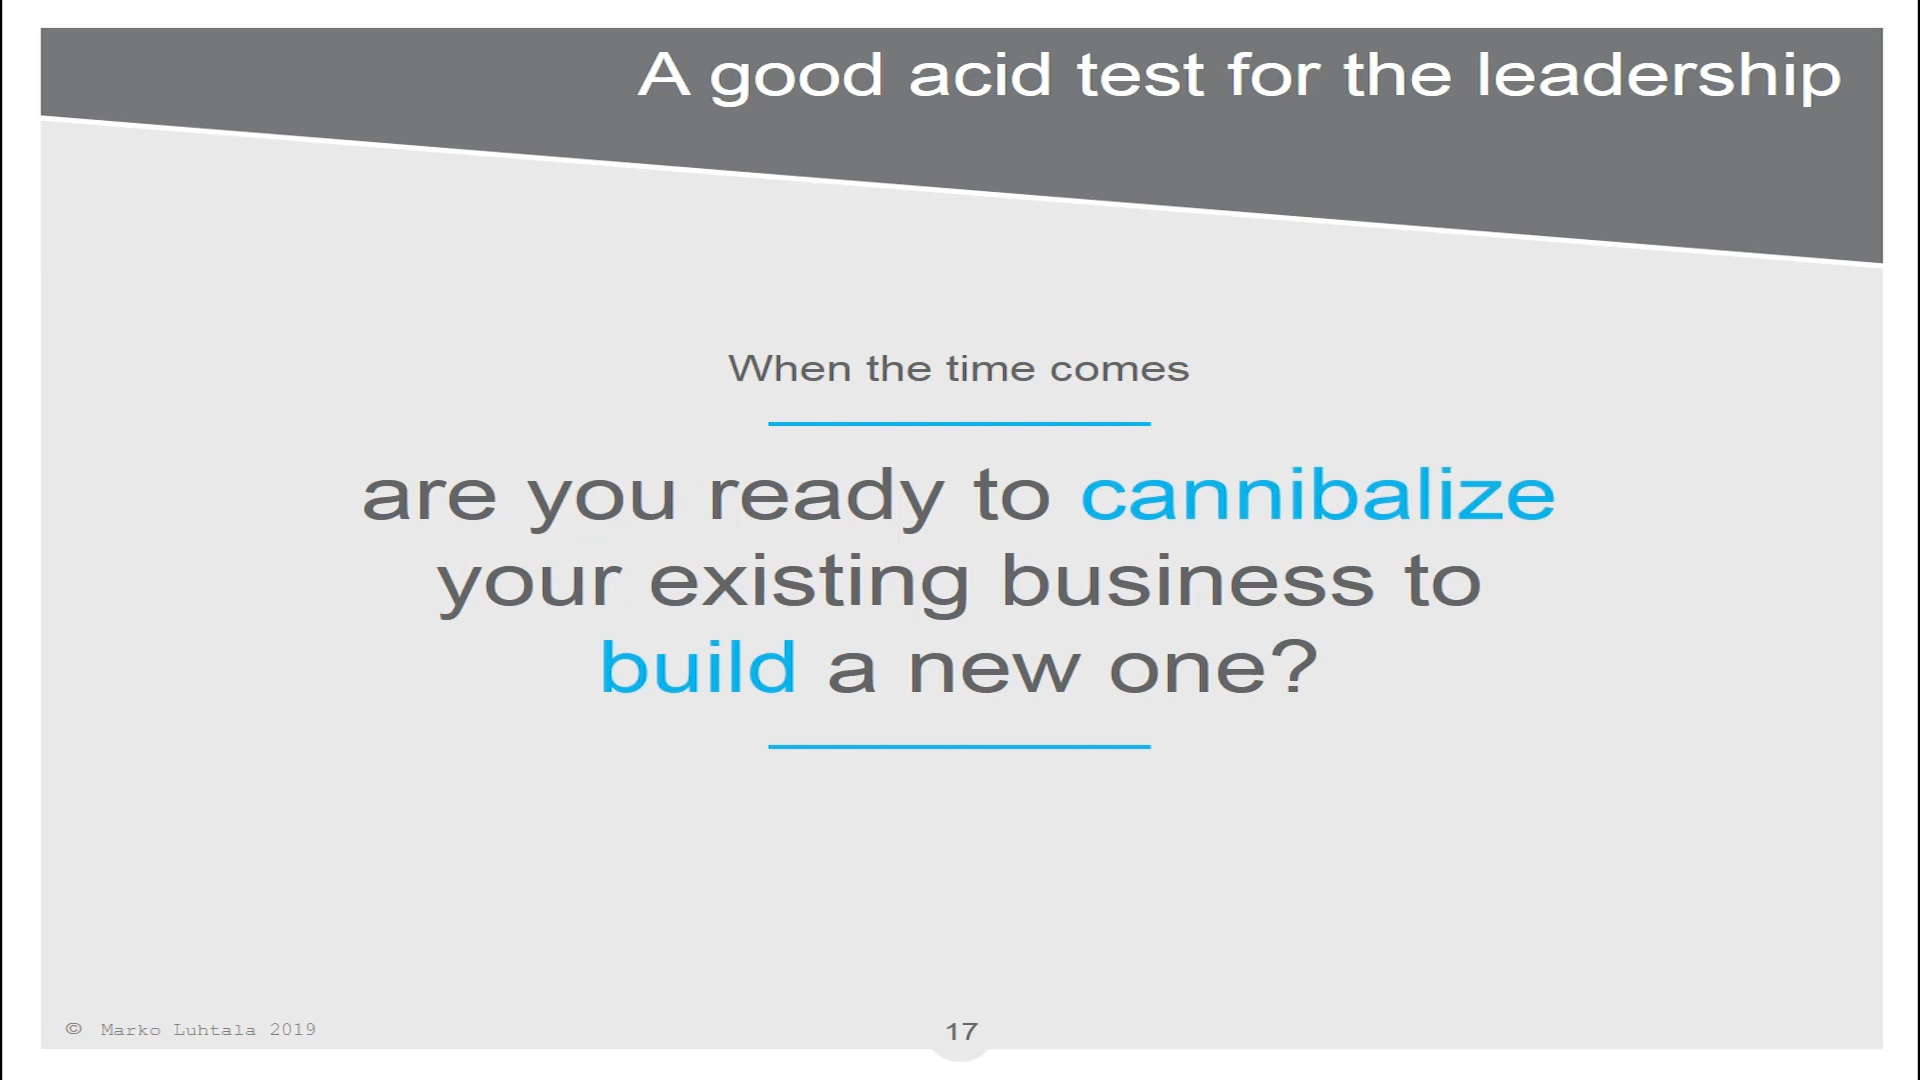 A good acid test for the leadership
When the time comes
are you ready to cannibalize
your existing business to
build a new one?
© Marko Luhtala 2019
17